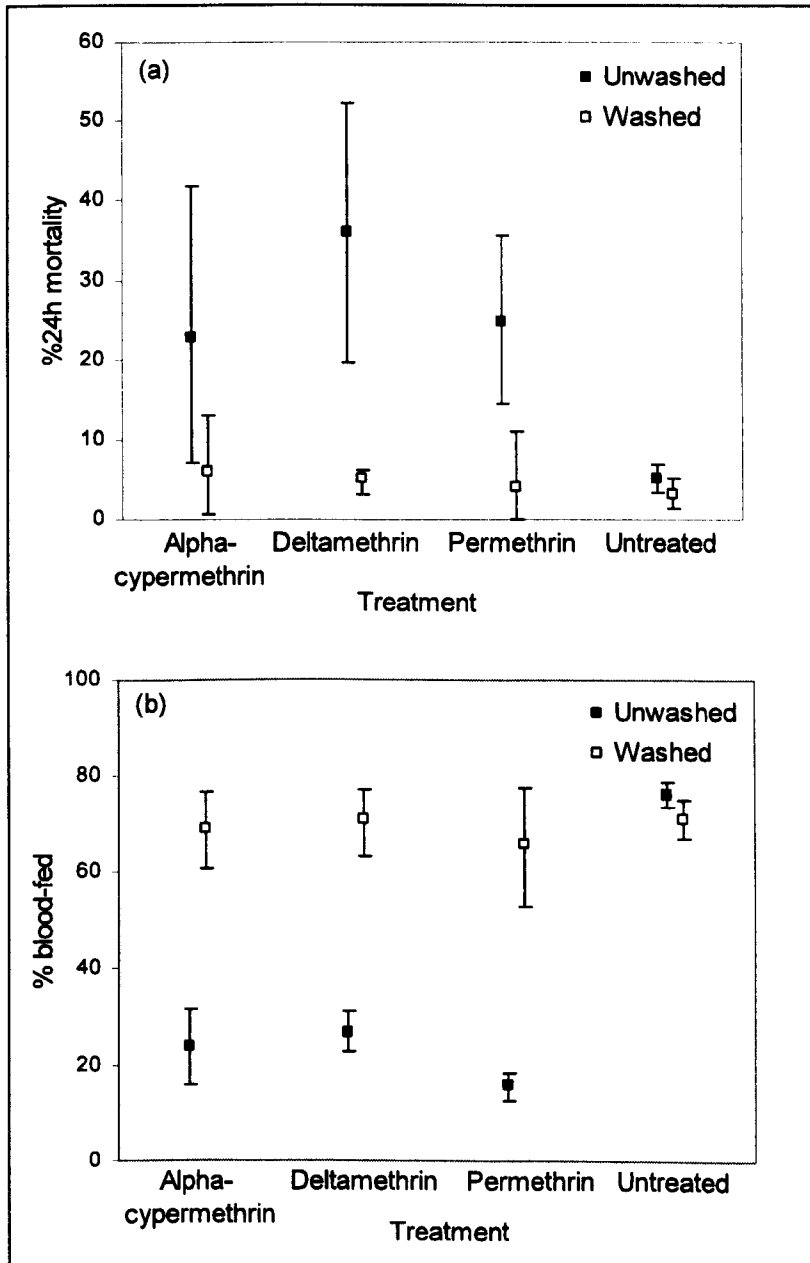 (a)
Unwashed
Washed
60
50
40
30
20
10
0
%24h mortality
Alpha-
cypermethrin
Deltamethrin
Permethrin
Untreated
Treatment
(b)
Unwashed
Washed
100
80
60
40
20
0
% blood-fed
Alpha-
cypermethrin
Deltamethrin
Permethrin
Untreated
Treatment